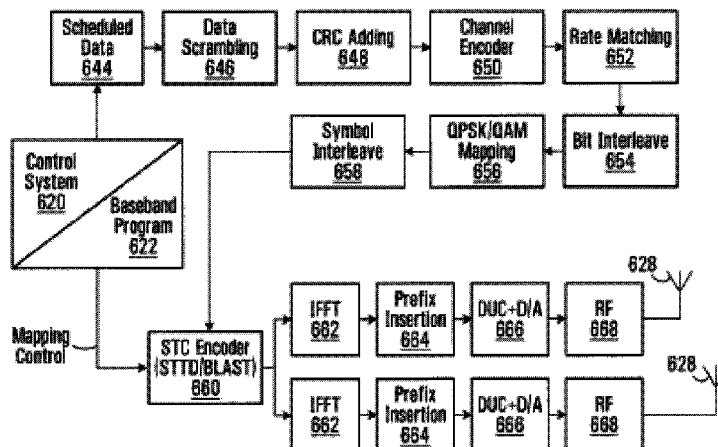 Scheduled
Data
644
Data
Scrambling
646
CRC Adding
648
Channel
Encoder
650
Rate Matching
652
Symbol
Interleave
658
QPSK/QAM
Mapping
656
Bit Interleave
654
Control
System
620
Baseband
Program
622
Mapping
Control
STC Encoder
(STTD/BLAST)
660
IFFT
662
Prefix
Insertion
664
DUC+D/A
666
RF
668
628
IFFT
662
Prefix
Insertion
664
DUC+D/A
666
RF
668
628